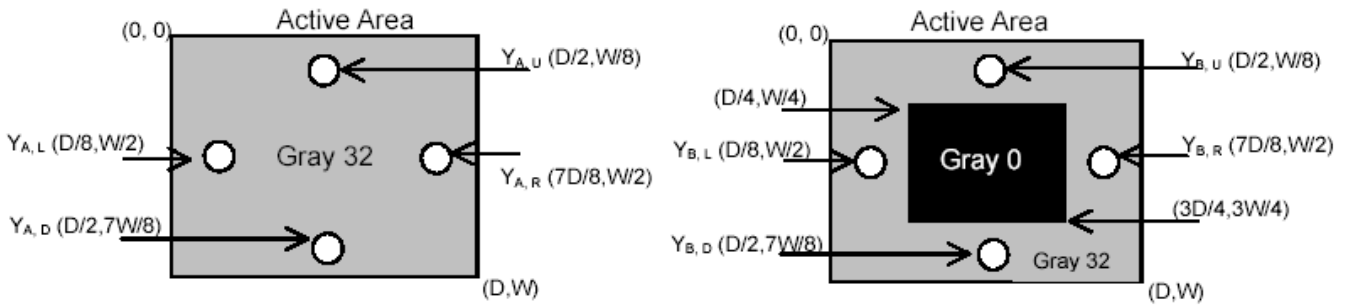 Active Area
(0, 0)
Y_A, U (D/2,W/8)
Y_A, L (D/8,W/2)
Gray 32
Y_A, R (7D/8,W/2)
Y_A, D (D/2,7W/8)
(D,W)
Active Area
(0, 0)
Y_B, U (D/2,W/8)
(D/4,W/4)
Y_B, L (D/8,W/2)
Gray 0
Y_B, R (7D/8,W/2)
(3D/4,3W/4)
Y_B, D (D/2,7W/8)
Gray 32
(D,W)